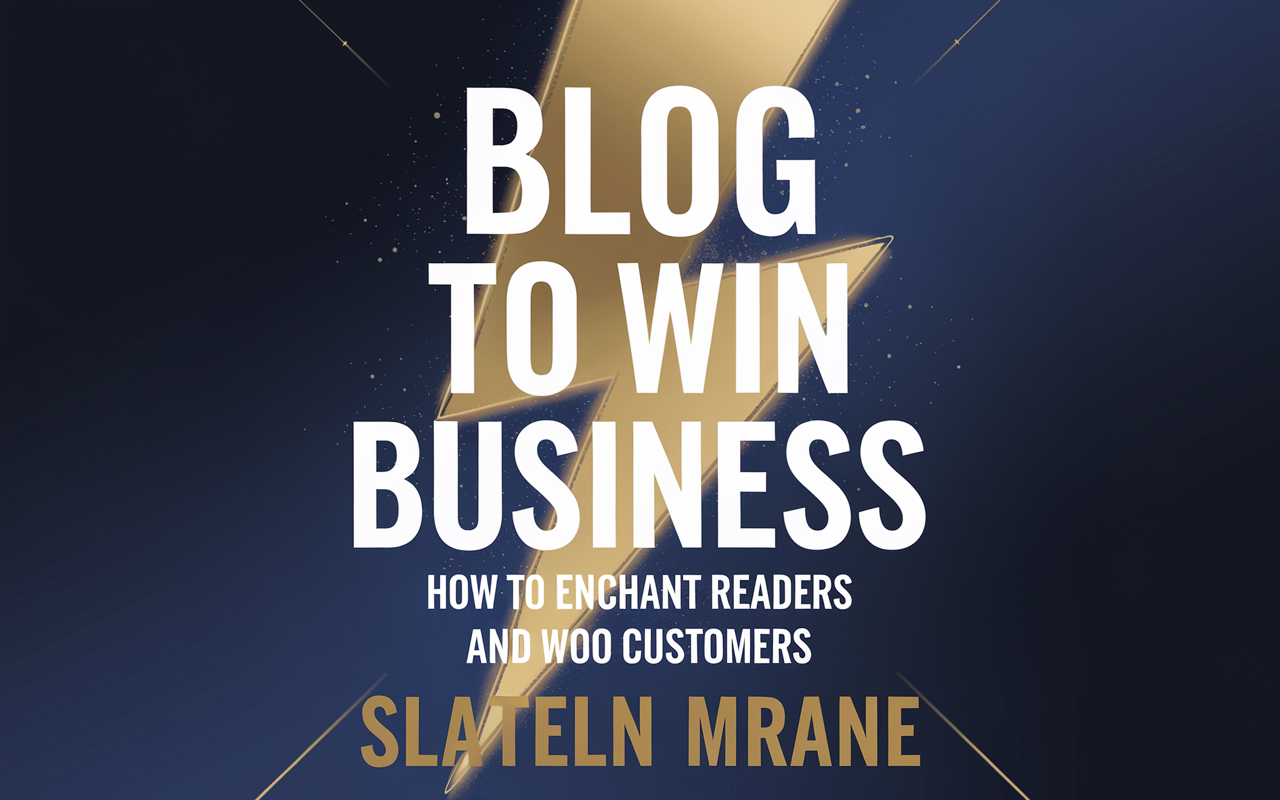 BLOG
TO WIN
BUSINESS
HOW TO ENCHANT READERS
AND WOO CUSTOMERS
SLATELN MRANE